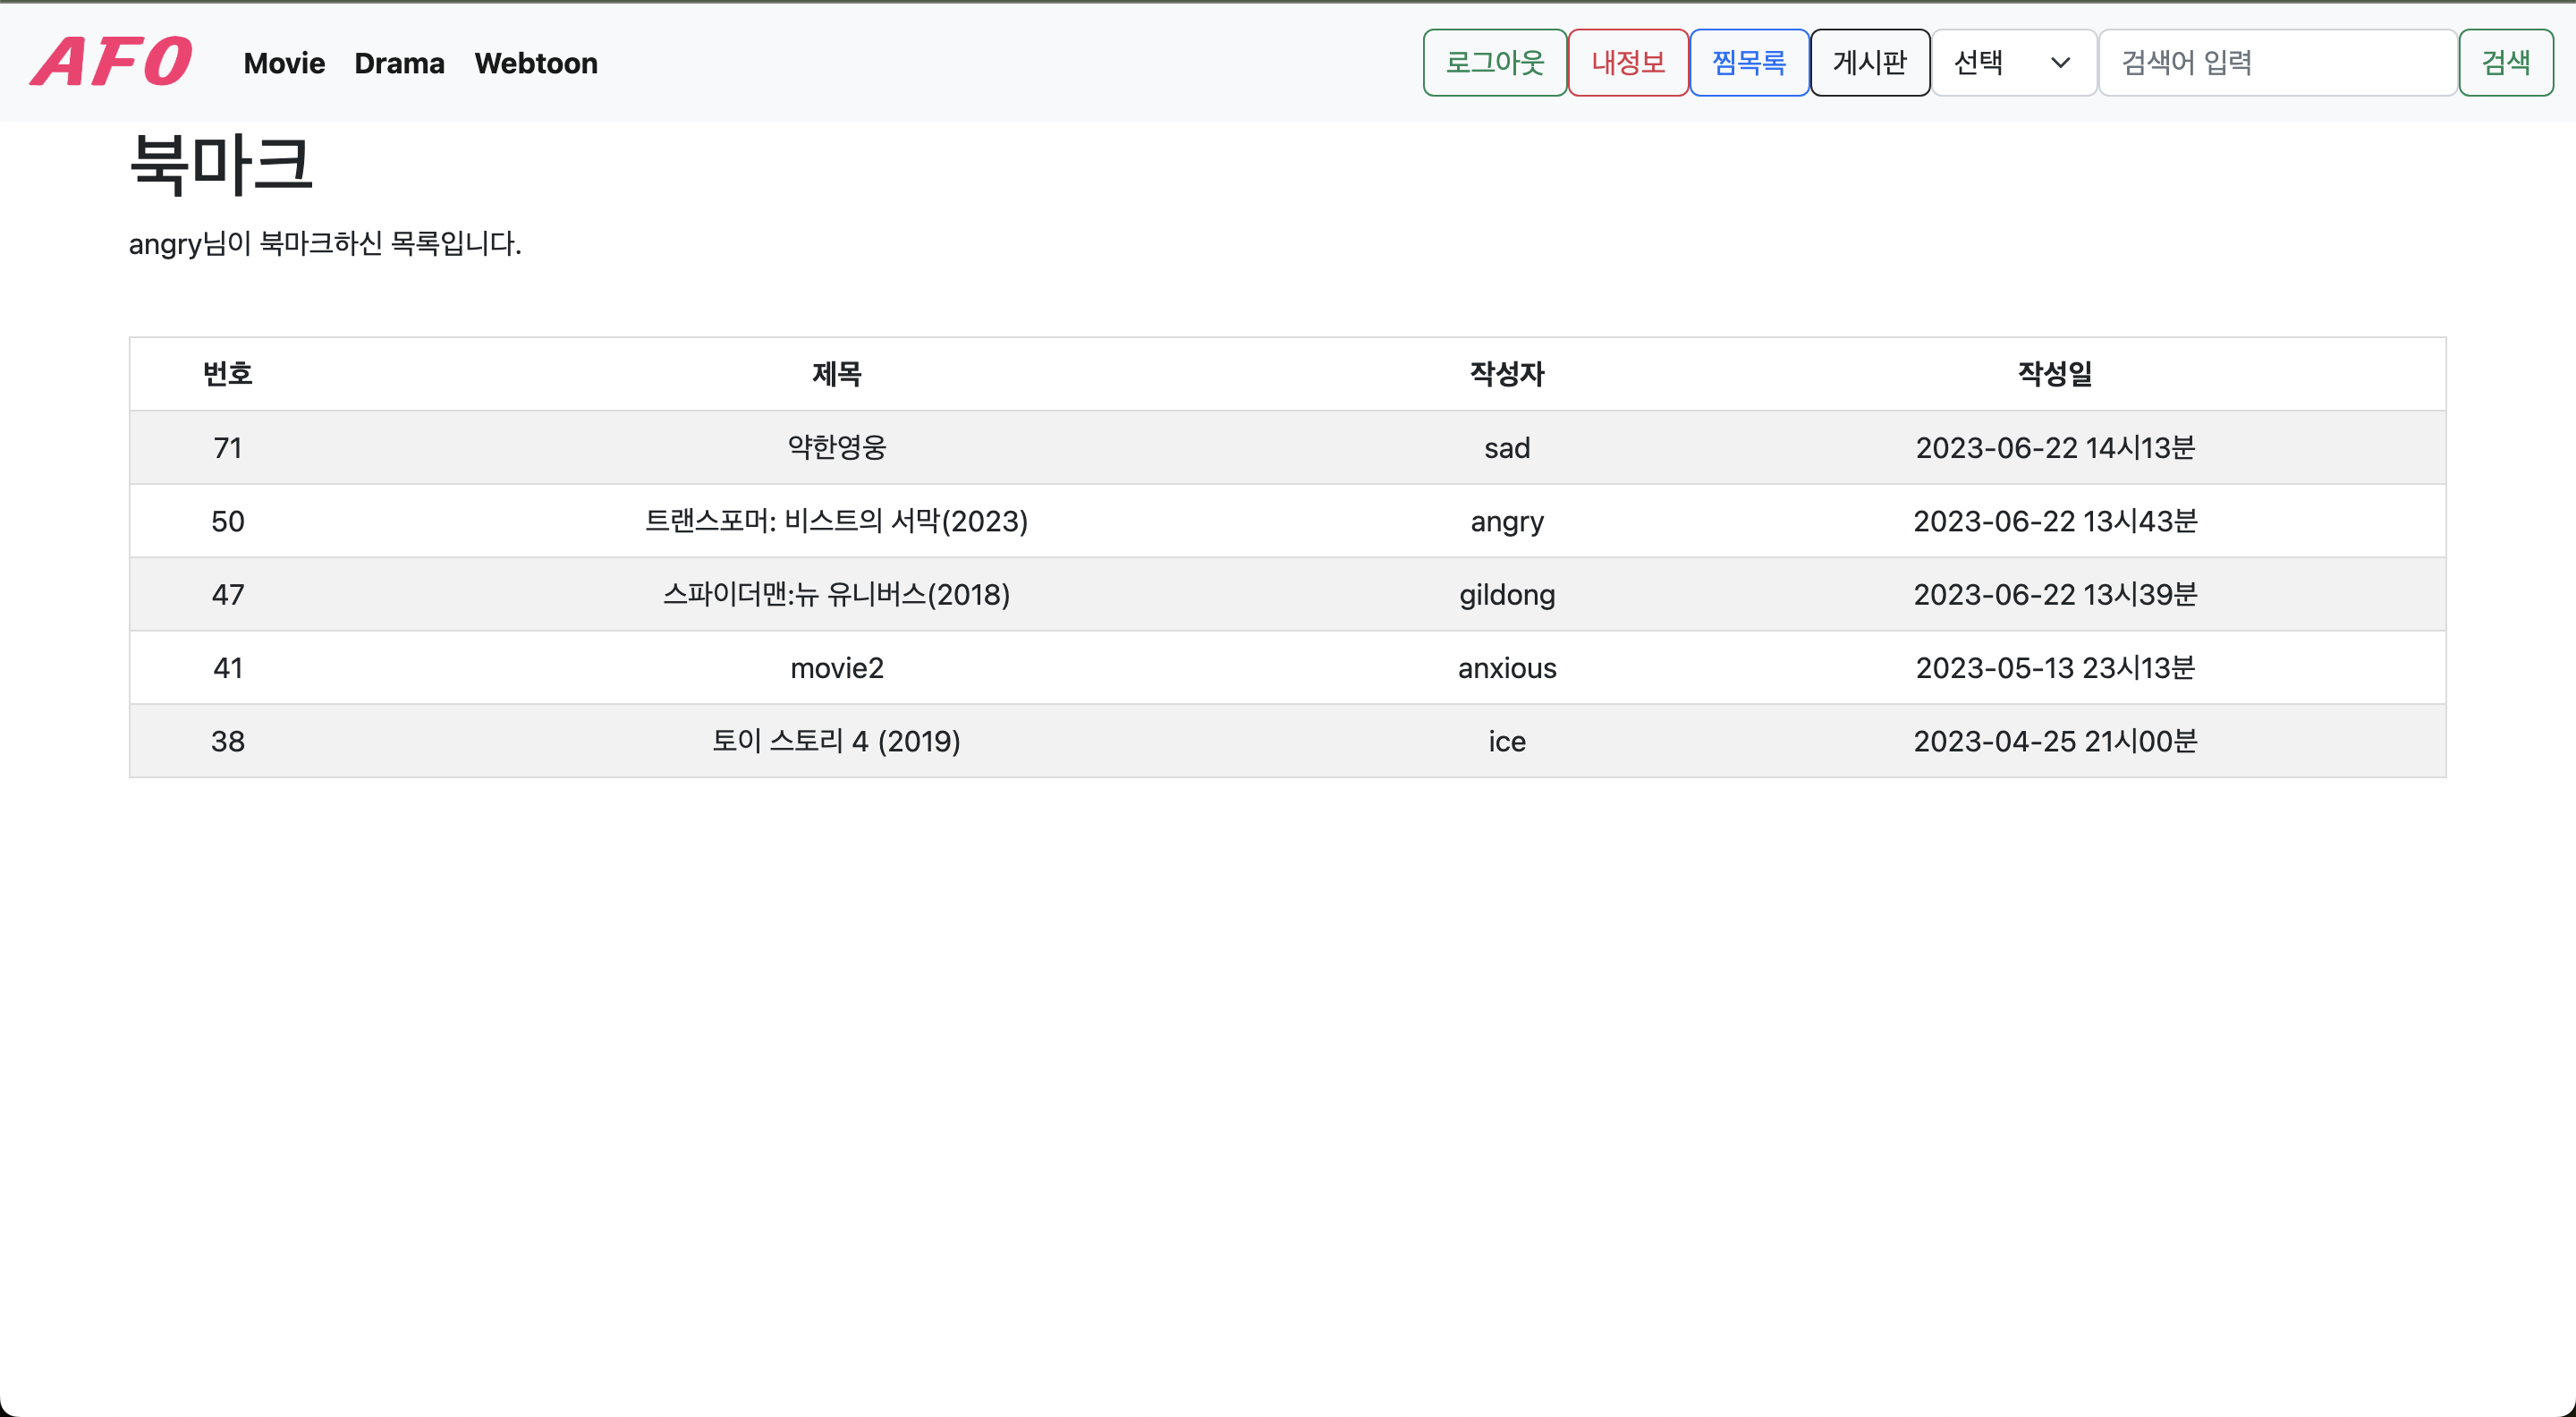 AFO Movie Drama Webtoon 로그아웃 내정보 찜목록 게시판 선택 검색어 입력 검색
북마크
angry님이 북마크하신 목록입니다.
번호 제목 작성자 작성일
71 약한영웅 sad 2023-06-22 14시13분
50 트랜스포머: 비스트의 서막(2023) angry 2023-06-22 13시43분
47 스파이더맨:뉴 유니버스(2018) gildong 2023-06-22 13시39분
41 movie2 anxious 2023-05-13 23시13분
38 토이 스토리 4 (2019) ice 2023-04-25 21시00분